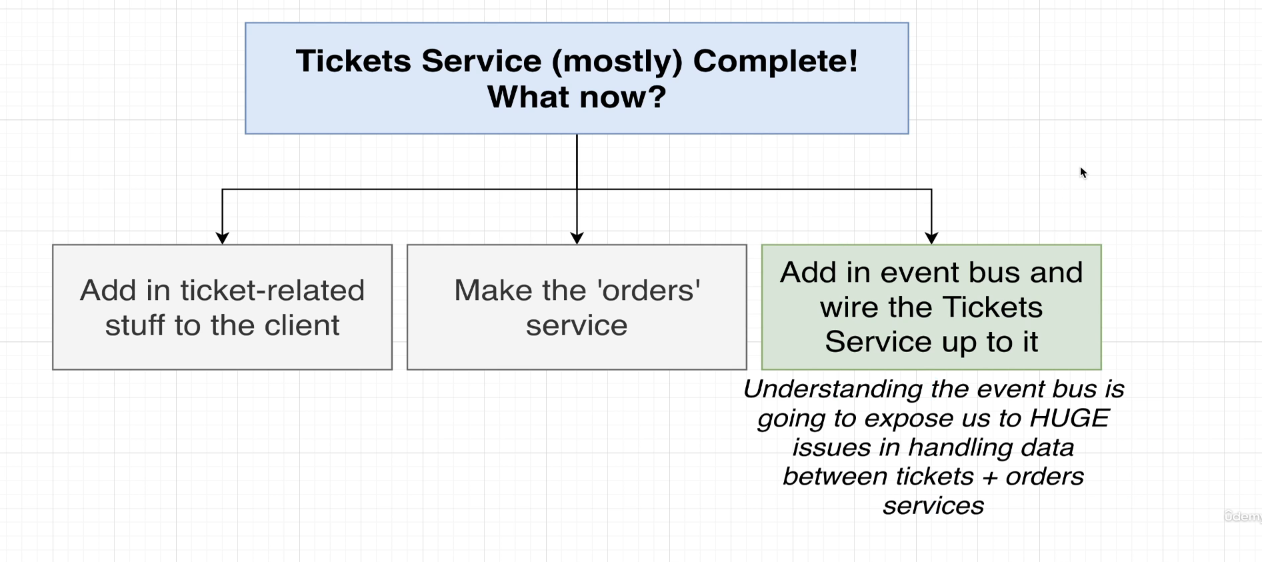 Tickets Service (mostly) Complete!
What now?
Add in ticket-related
stuff to the client
Make the 'orders'
service
Add in event bus and
wire the Tickets
Service up to it
Understanding the event bus is
going to expose us to HUGE
issues in handling data
between tickets + orders
services